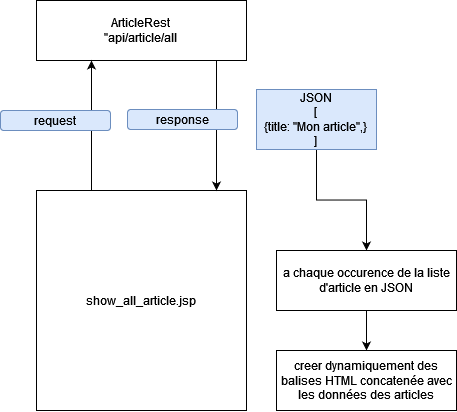 ArticleRest
"api/article/all
request
response
JSON
[
{title: "Mon article",}
]
show_all_article.jsp
a chaque occurence de la liste
d'article en JSON
creer dynamiquement des
balises HTML concatenée avec
les données des articles